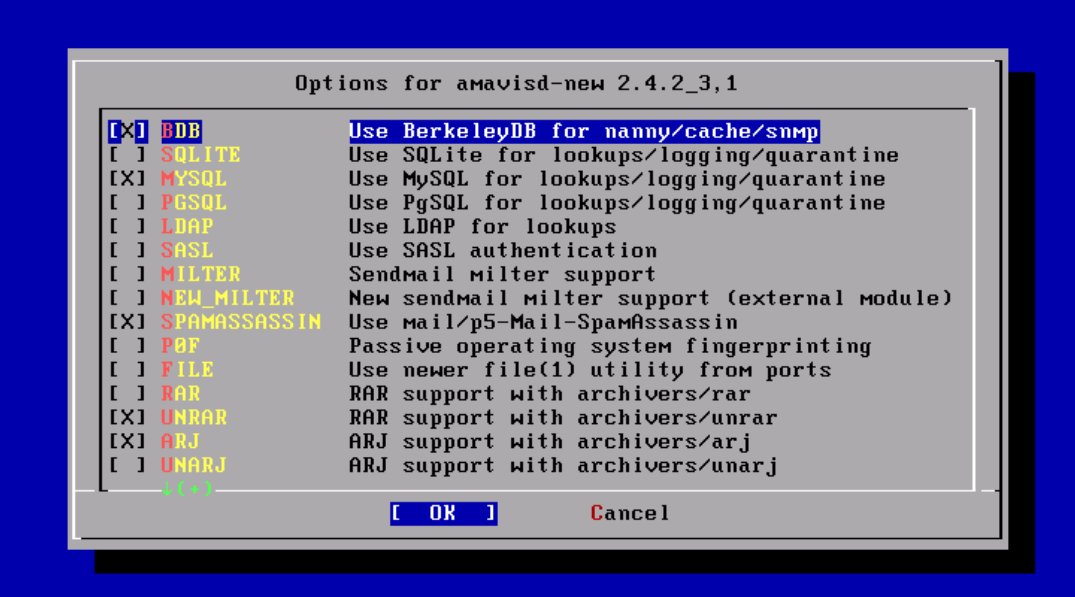 Options for amavisd-new 2.4.2_3,1
[X] BDB Use BerkeleyDB for nanny/cache/snmp
[ ] SQLITE Use SQLite for lookups/logging/quarantine
[X] MYSQL Use MySQL for lookups/logging/quarantine
[ ] PGSQL Use PgSQL for lookups/logging/quarantine
[ ] LDAP Use LDAP for lookups
[ ] SASL Use SASL authentication
[ ] MILTER Sendmail milter support
[ ] NEW_MILTER New sendmail milter support (external module)
[X] SPAMASSASSIN Use mail/p5-Mail-SpamAssassin
[ ] P0F Passive operating system fingerprinting
[ ] FILE Use newer file(1) utility from ports
[ ] RAR RAR support with archivers/rar
[X] UNRAR RAR support with archivers/unrar
[X] ARJ ARJ support with archivers/arj
[ ] UNARJ ARJ support with archivers/unarj
↓(+)
[ OK ] Cancel